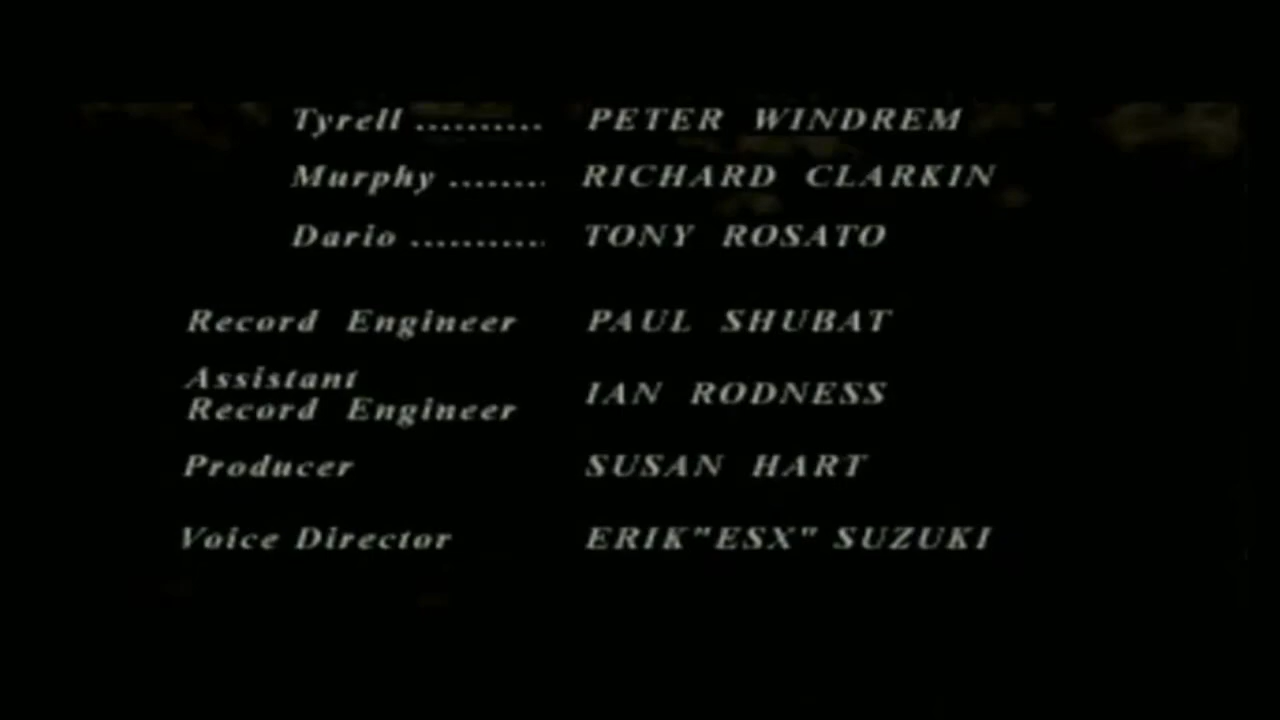 Tyrell .......... PETER WINDREM
Murphy ........ RICHARD CLARKIN
Dario ........... TONY ROSATO
Record Engineer PAUL SHUBAT
Assistant
Record Engineer IAN RODNESS
Producer SUSAN HART
Voice Director ERIK"ESX" SUZUKI